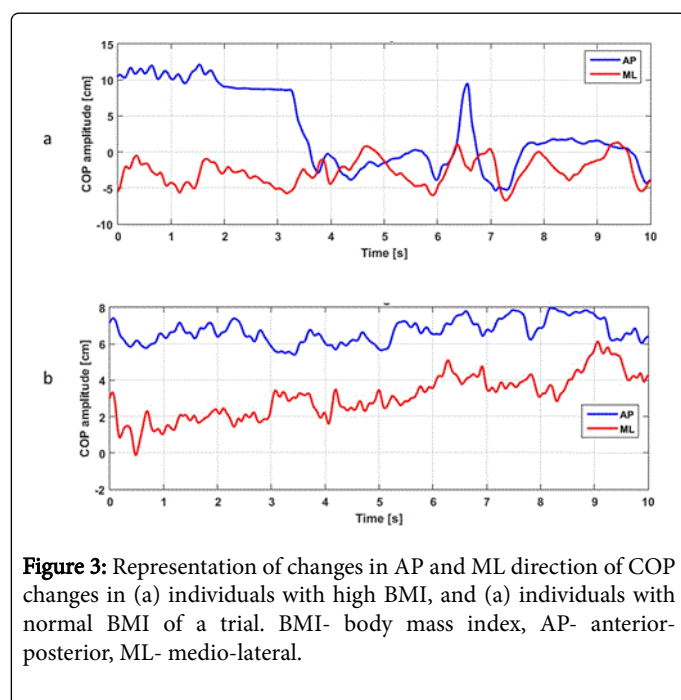 15
10
5
0
-5
-10
COP amplitude [cm]
AP
ML
a
0 1 2 3 4 5 6 7 8 9 10
Time [s]
8
6
4
2
0
-2
COP amplitude [cm]
AP
ML
b
0 1 2 3 4 5 6 7 8 9 10
Time [s]
Figure 3: Representation of changes in AP and ML direction of COP
changes in (a) individuals with high BMI, and (a) individuals with
normal BMI of a trial. BMI- body mass index, AP- anterior-
posterior, ML- medio-lateral.